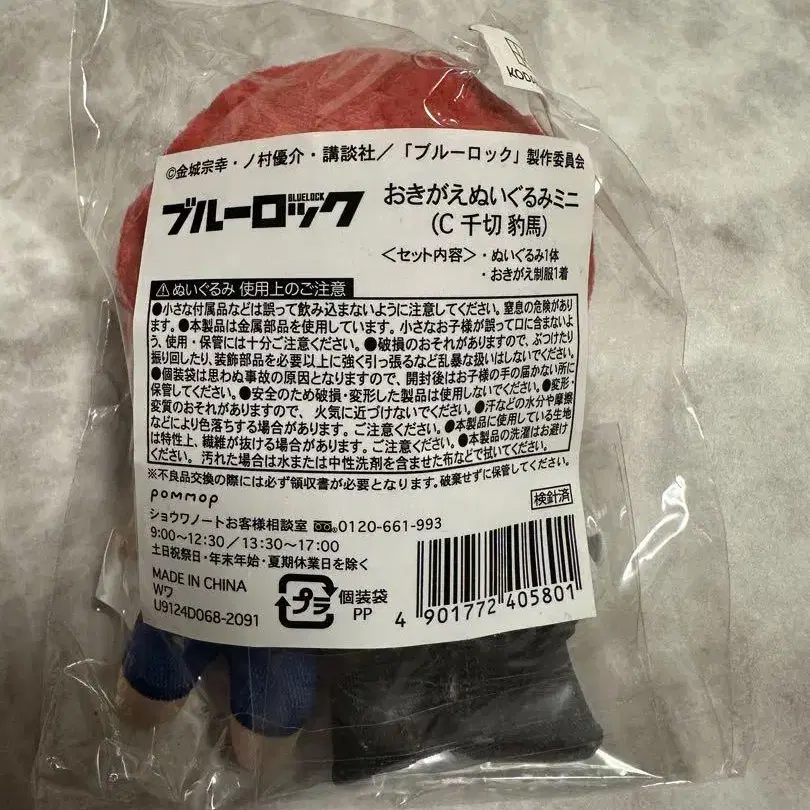 KOD
©金城宗幸・ノ村優介・講談社／「ブルーロック」製作委員会
BLUELOCK
ブルーロック
おきがえぬいぐるみミニ
(C 千切 豹馬)
＜セット内容＞・ぬいぐるみ1体
・おきがえ制服1着
⚠ぬいぐるみ 使用上のご注意
●小さな付属品などは誤って飲み込まないように注意してください。窒息の危険があり
ます。●本製品は金属部品を使用しています。小さなお子様が誤って口に含まないよ
う、使用・保管には十分ご注意ください。●破損のおそれがありますので、ぶつけたり
振り回したり、装飾部品を必要以上に強く引っ張るなど乱暴な扱いはしないでください。
●個装袋は思わぬ事故の原因となりますので、開封後はお子様の手の届かない所に
保管してください。●安全のため破損・変形した製品は使用しないでください。●変形・
変質のおそれがありますので、火気に近づけないでください。●汗などの水分や摩擦
などにより色落ちする場合があります。ご注意ください。●本製品に使用している生地
は特性上、繊維が抜ける場合があります。ご注意ください。●本製品の洗濯はお避け
ください。汚れた場合は水または中性洗剤を含ませた布などで拭いてください。
※不良品交換の際には必ず領収書が必要となります。破棄せずに保管してください。
pommop
検針済
ショウワノートお客様相談室 0120-661-993
9:00～12:30／13:30～17:00
土日祝祭日・年末年始・夏期休業日を除く
MADE IN CHINA
Wワ
U9124D068-2091
プラ
個装袋
PP
4 901772 405801